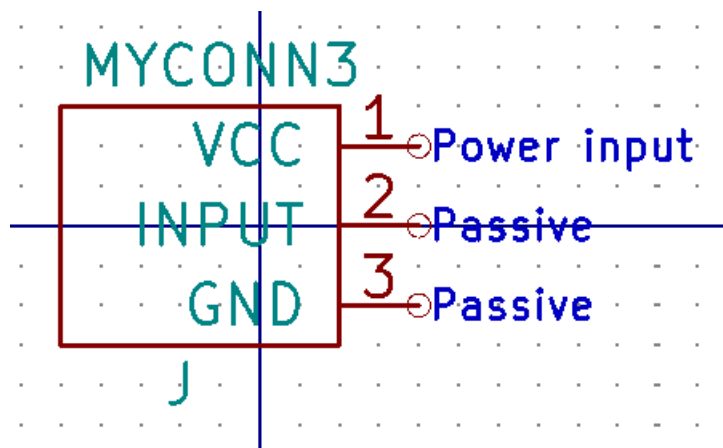 MYCONN3
VCC 1 Power input
INPUT 2 Passive
GND 3 Passive
J